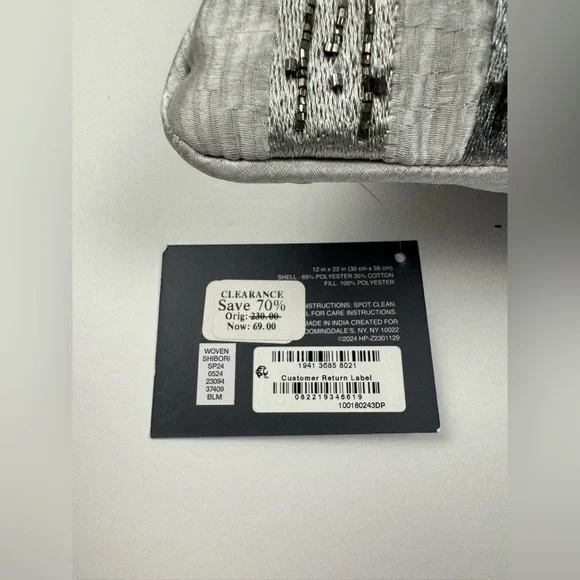 12 in x 22 in (30 cm x 56 cm)
SHELL : 65% POLYESTER 35% COTTON
FILL: 100% POLYESTER
CLEARANCE
Save 70%
Orig: 230.00
Now: 69.00
INSTRUCTIONS: SPOT CLEAN.
FOR CARE INSTRUCTIONS.
MADE IN INDIA CREATED FOR
OOMINGDALE'S, NY, NY 10022
©2024 HP-Z2301129
WOVEN
SHIBORI
SP24
0524
23094
37409
BLM
1941 3685 8021
Customer Return Label
082219346619
100180243DP